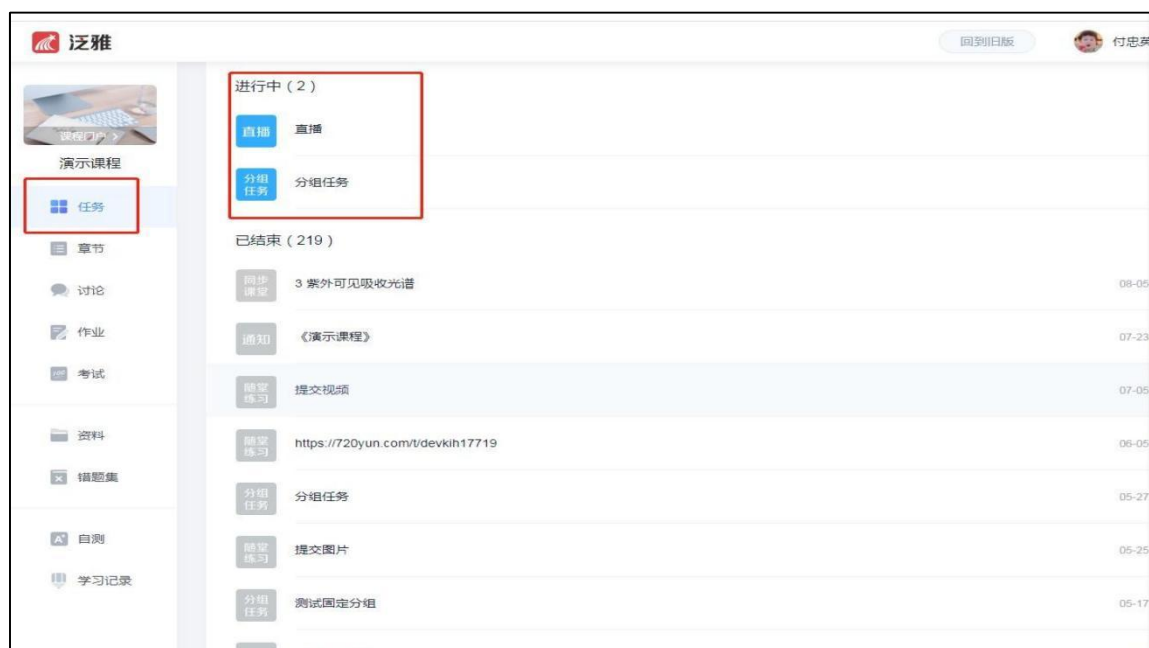 泛雅
回到旧版
付忠英
课程门户 >
演示课程
任务
章节
讨论
作业
考试
资料
错题集
自测
学习记录
进行中(2)
直播 直播
分组任务 分组任务
已结束(219)
同步课堂 3 紫外可见吸收光谱 08-05
通知 《演示课程》 07-23
随堂练习 提交视频 07-05
随堂练习 https://720yun.com/t/devkih17719 06-05
分组任务 分组任务 05-27
随堂练习 提交图片 05-25
分组任务 测试固定分组 05-17